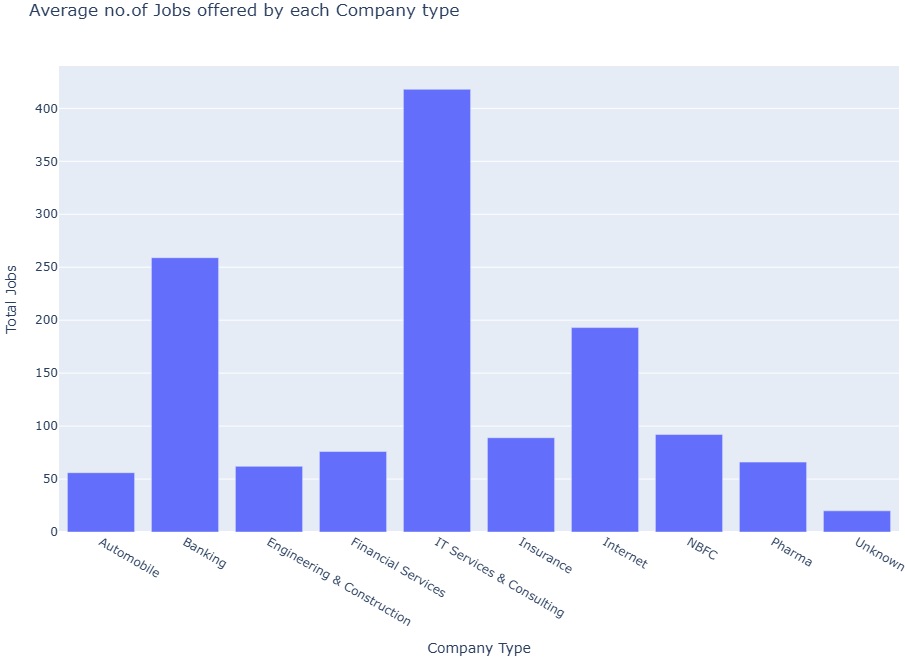 Average no.of Jobs offered by each Company type
Total Jobs
400
350
300
250
200
150
100
50
0
Automobile
Banking
Engineering & Construction
Financial Services
IT Services & Consulting
Insurance
Internet
NBFC
Pharma
Unknown
Company Type